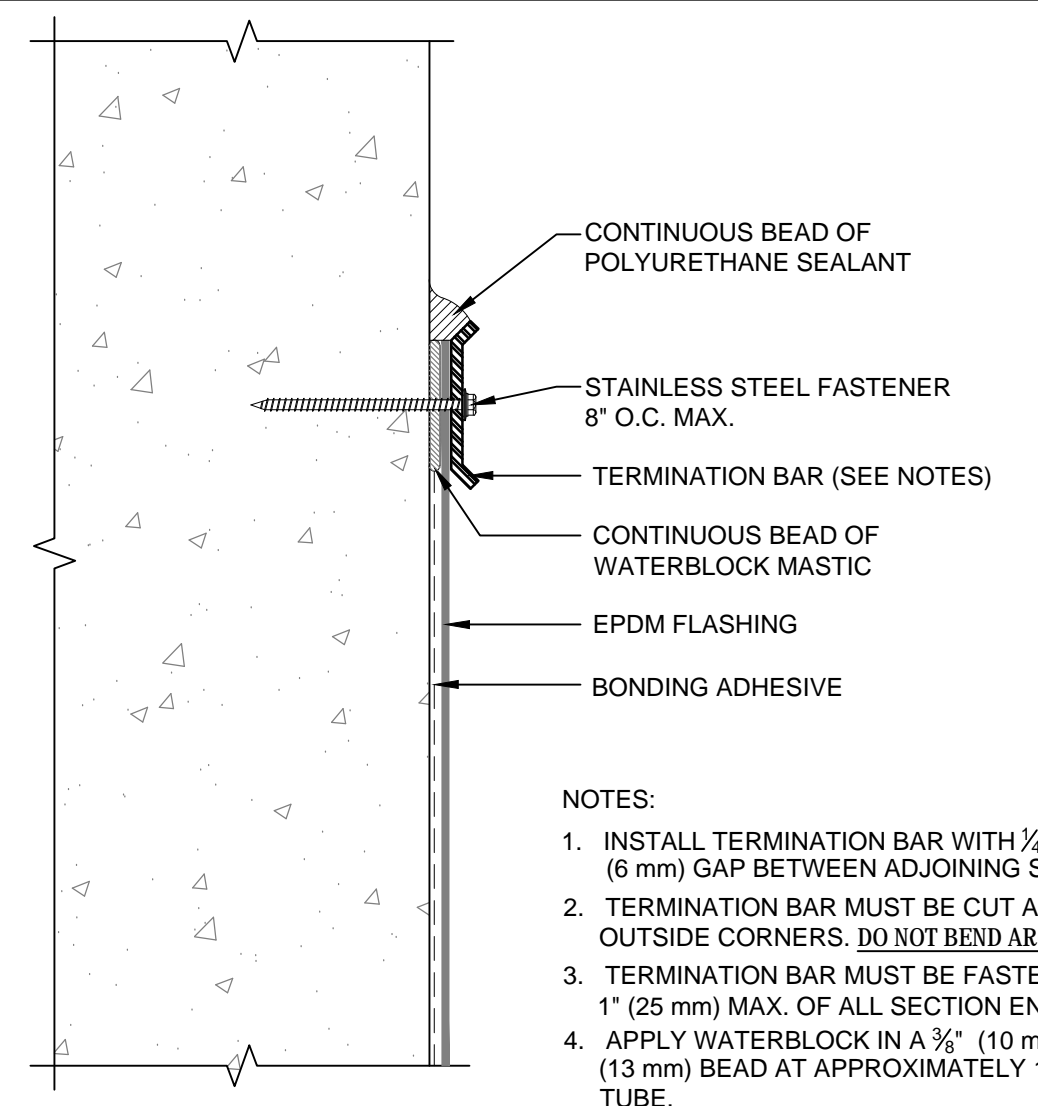 CONTINUOUS BEAD OF
POLYURETHANE SEALANT
STAINLESS STEEL FASTENER
8" O.C. MAX.
TERMINATION BAR (SEE NOTES)
CONTINUOUS BEAD OF
WATERBLOCK MASTIC
EPDM FLASHING
BONDING ADHESIVE
NOTES:
1. INSTALL TERMINATION BAR WITH
(6 mm) GAP BETWEEN ADJOINING
2. TERMINATION BAR MUST BE CUT
OUTSIDE CORNERS. DO NOT BEND
3. TERMINATION BAR MUST BE
1" (25 mm) MAX. OF ALL SECTION
4. APPLY WATERBLOCK IN A ⅜" (10
(13 mm) BEAD AT APPROXIMATELY
TUBE.